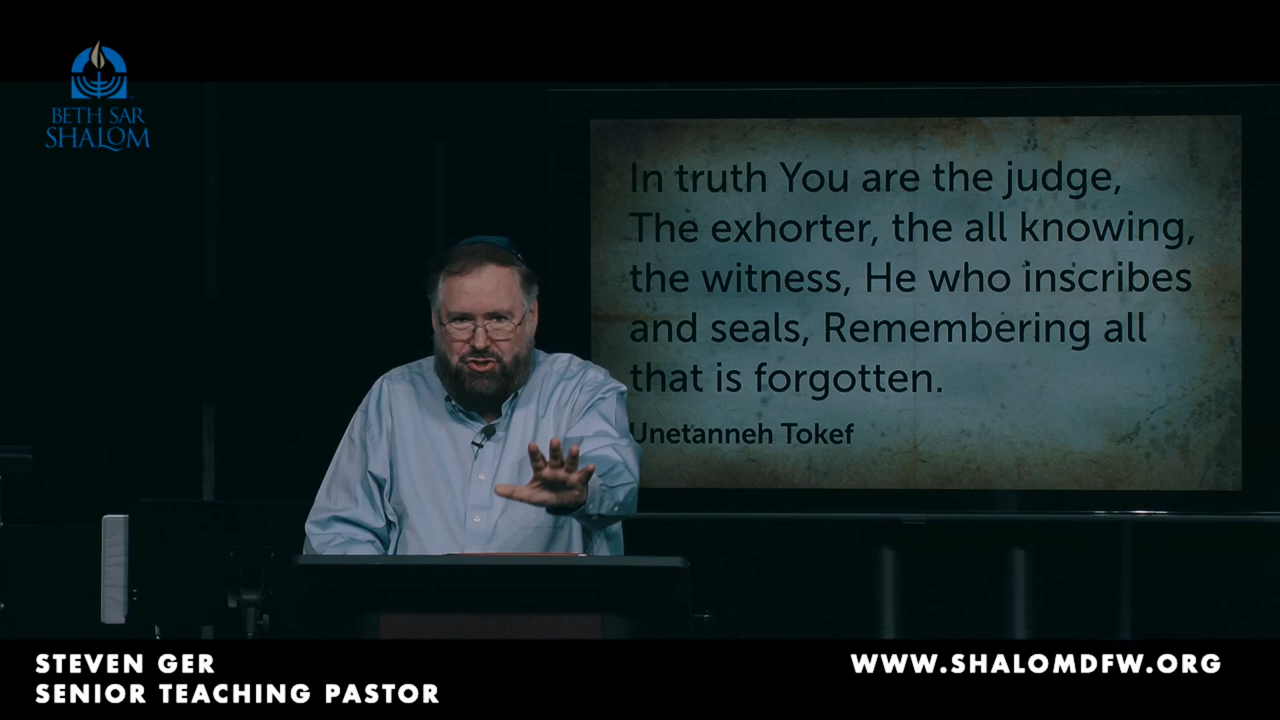 BETH SAR
SHALOM
In truth You are the judge,
The exhorter, the all knowing,
the witness, He who inscribes
and seals, Remembering all
that is forgotten.
Unetanneh Tokef
STEVEN GER
SENIOR TEACHING PASTOR
WWW.SHALOMDFW.ORG